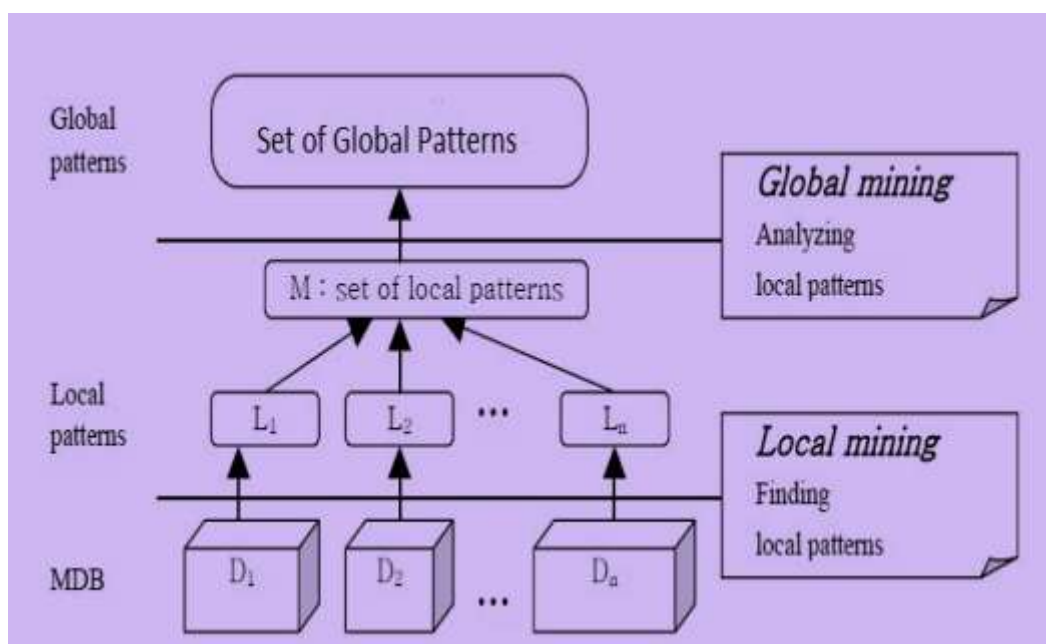 Global
patterns
Set of Global Patterns
Global mining
Analyzing
local patterns
M : set of local patterns
Local
patterns
L₁
L₂
...
Lₙ
Local mining
Finding
local patterns
MDB
D₁
D₂
...
Dₙ